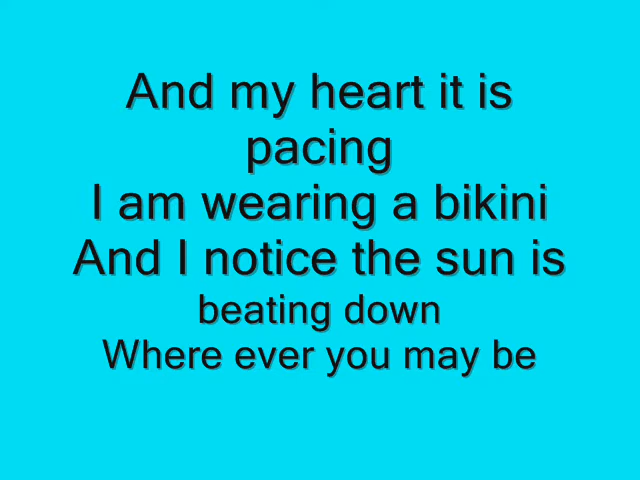 And my heart it is
pacing
I am wearing a bikini
And I notice the sun is
beating down
Where ever you may be